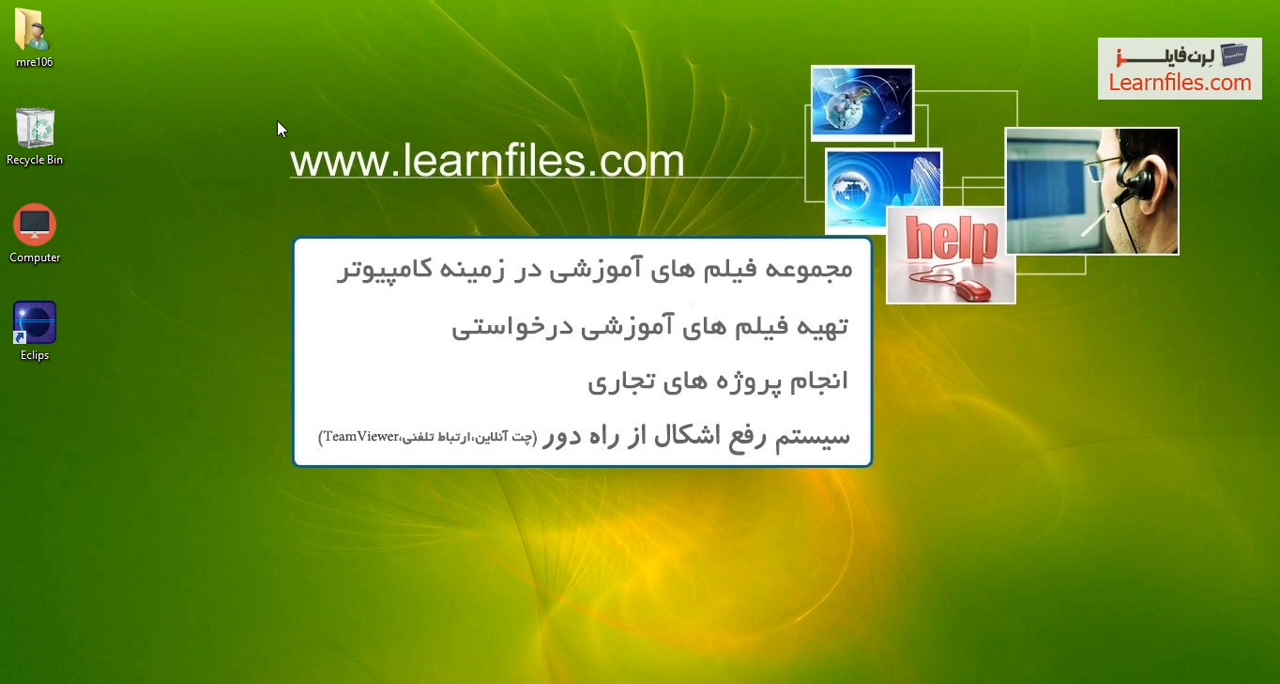 mre106
Recycle Bin
Computer
Eclips
www.learnfiles.com
لرن‌فایلز
Learnfiles.com
help
مجموعه فیلم های آموزشی در زمینه کامپیوتر
تهیه فیلم های آموزشی درخواستی
انجام پروژه های تجاری
سیستم رفع اشکال از راه دور (چت آنلاین،ارتباط تلفنی،TeamViewer)